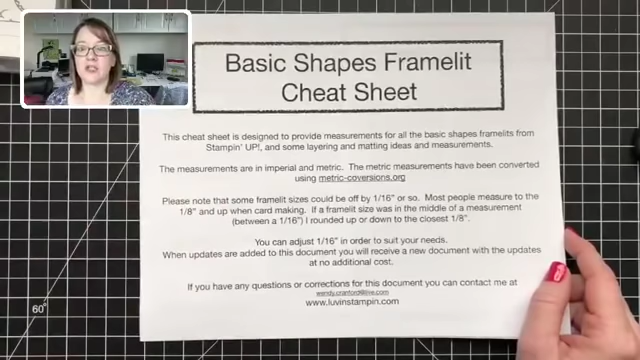 Basic Shapes Framelit
Cheat Sheet
This cheat sheet is designed to provide measurements for all the basic shapes framelits from
Stampin' UP!, and some layering and matting ideas and measurements.
The measurements are in imperial and metric. The metric measurements have been converted
using metric-coversions.org
Please note that some framelit sizes could be off by 1/16" or so. Most people measure to the
1/8" and up when card making. If a framelit size was in the middle of a measurement
(between a 1/16") I rounded up or down to the closest 1/8".
You can adjust 1/16" in order to suit your needs.
When updates are added to this document you will receive a new document with the updates
at no additional cost.
If you have any questions or corrections for this document you can contact me at
wendy.cranford@live.com
www.luvinstampin.com
60°